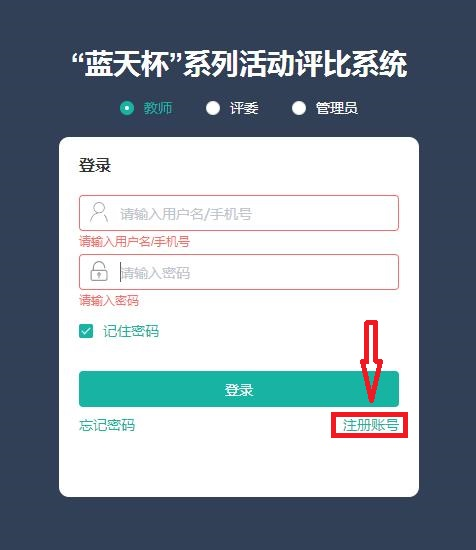 “蓝天杯”系列活动评比系统
教师 评委 管理员
登录
请输入用户名/手机号
请输入用户名/手机号
请输入密码
请输入密码
记住密码
登录
忘记密码 注册账号